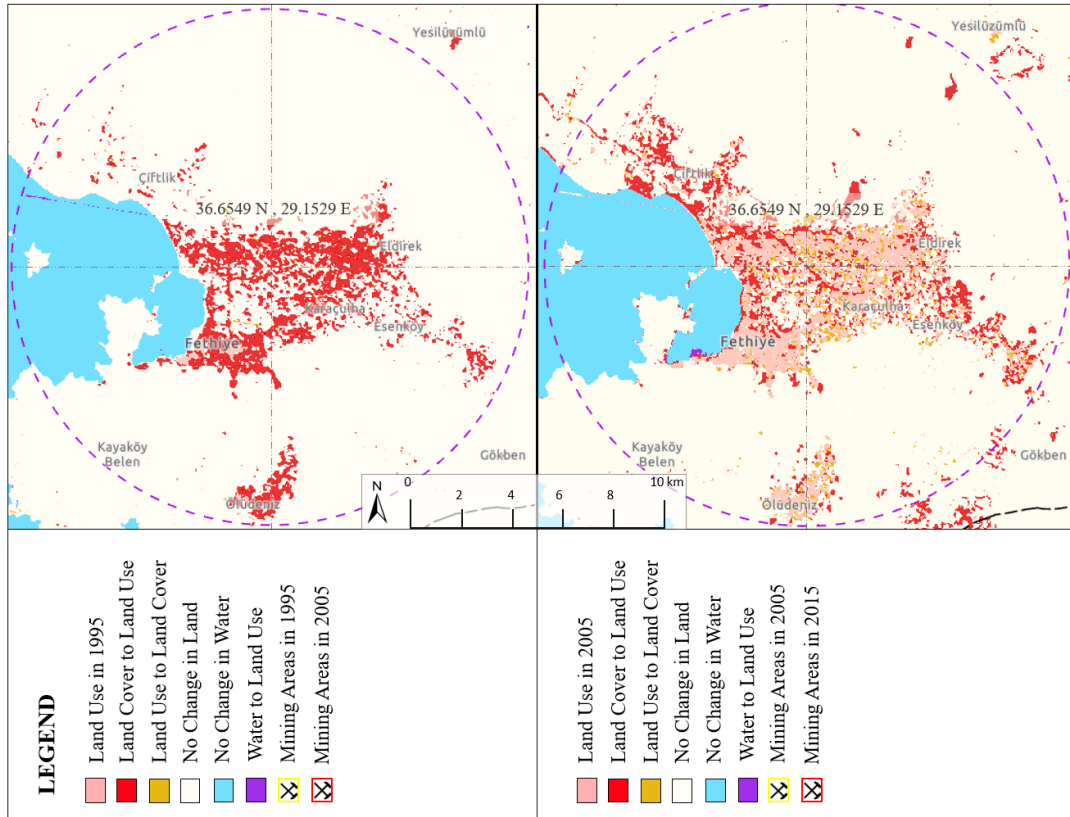 Yesilüzümlü
Çiftlik
36.6549 N , 29.1529 E
Eldirek
Karaçulha
Esenköy
Fethiye
Kayaköy
Belen
Gökben
Ölüdeniz
Yesilüzümlü
Çiftlik
36.6549 N , 29.1529 E
Eldirek
Karaçulha
Esenköy
Fethiye
Kayaköy
Belen
Gökben
Ölüdeniz
N
0 2 4 6 8 10 km
LEGEND
Land Use in 1995
Land Cover to Land Use
Land Use to Land Cover
No Change in Land
No Change in Water
Water to Land Use
Mining Areas in 1995
Mining Areas in 2005
Land Use in 2005
Land Cover to Land Use
Land Use to Land Cover
No Change in Land
No Change in Water
Water to Land Use
Mining Areas in 2005
Mining Areas in 2015